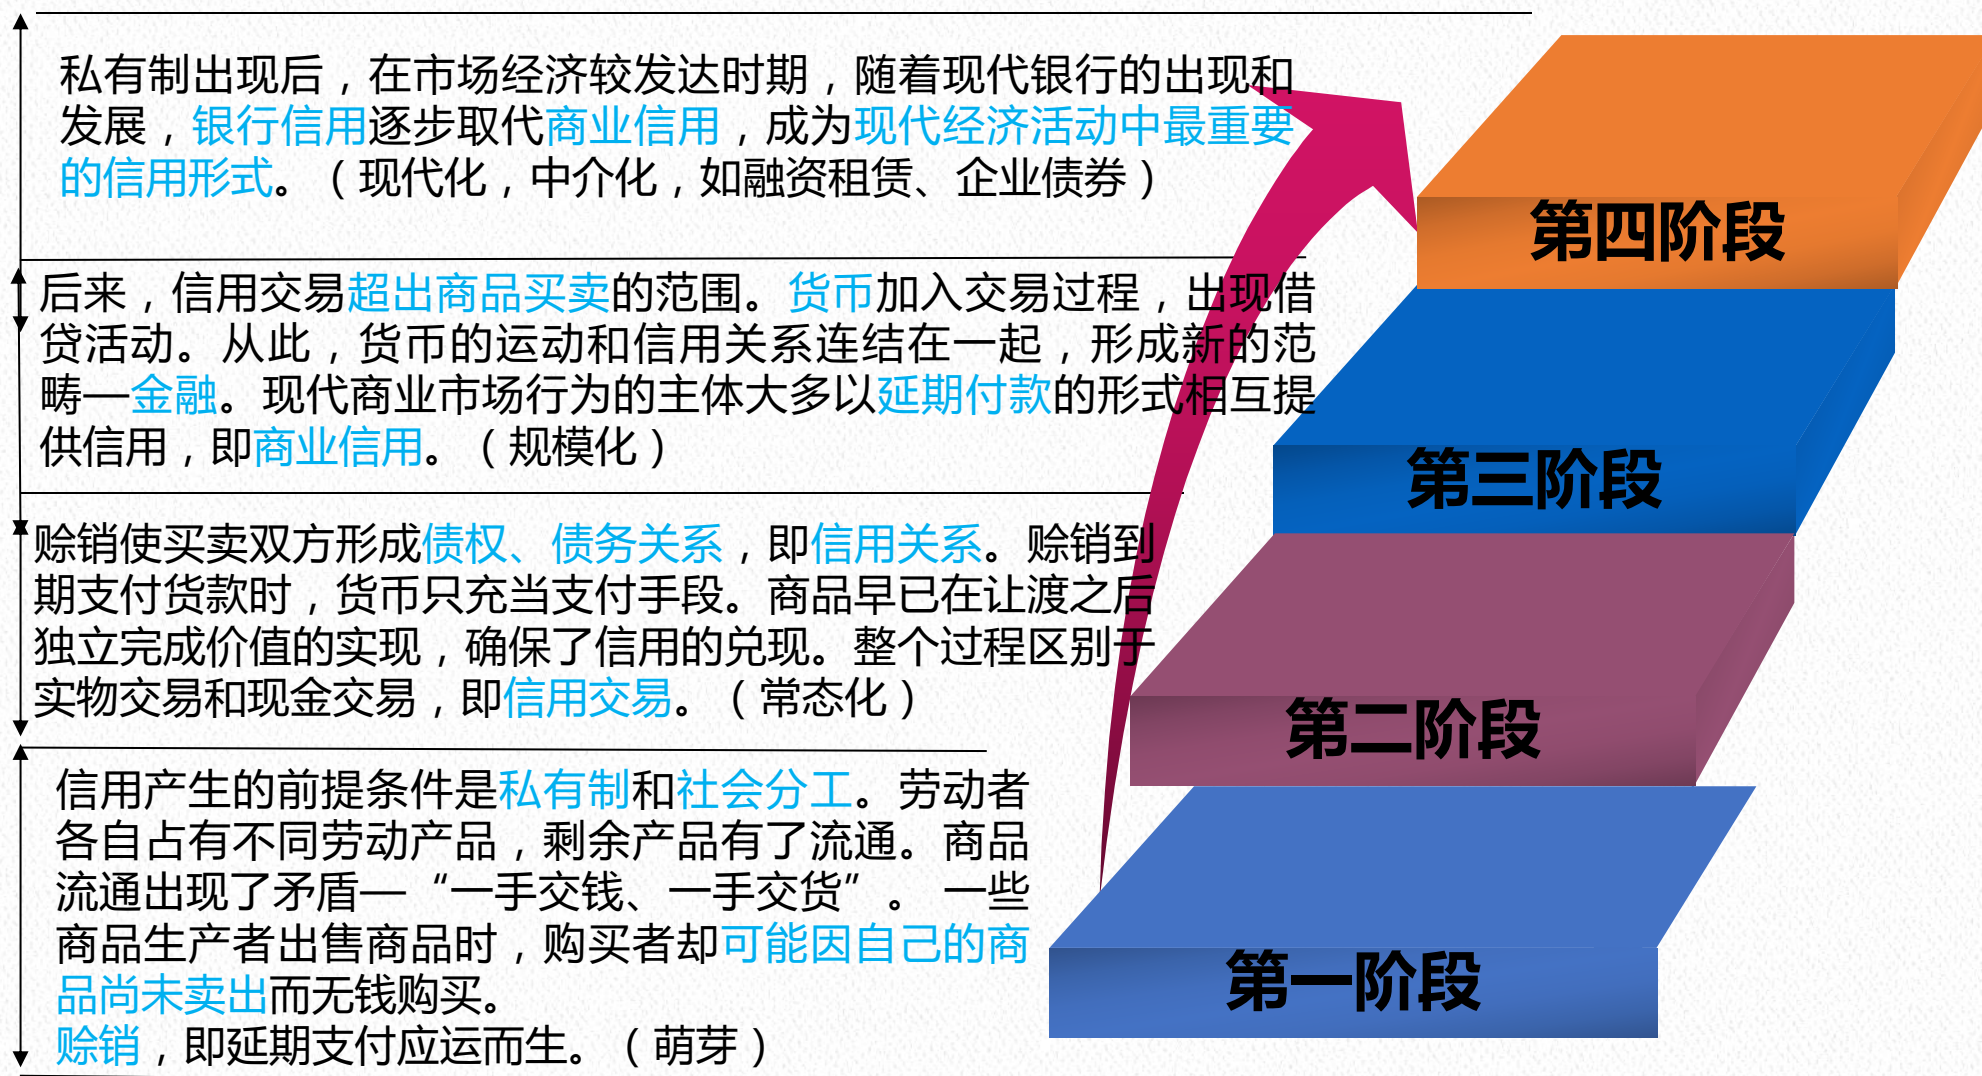 私有制出现后，在市场经济较发达时期，随着现代银行的出现和
发展，银行信用逐步取代商业信用，成为现代经济活动中最重要
的信用形式。（现代化，中介化，如融资租赁、企业债券）
第四阶段
后来，信用交易超出商品买卖的范围。货币加入交易过程，出现借
贷活动。从此，货币的运动和信用关系连结在一起，形成新的范
畴—金融。现代商业市场行为的主体大多以延期付款的形式相互提
供信用，即商业信用。（规模化）
第三阶段
赊销使买卖双方形成债权、债务关系，即信用关系。赊销到
期支付货款时，货币只充当支付手段。商品早已在让渡之后
独立完成价值的实现，确保了信用的兑现。整个过程区别于
实物交易和现金交易，即信用交易。（常态化）
第二阶段
信用产生的前提条件是私有制和社会分工。劳动者
各自占有不同劳动产品，剩余产品有了流通。商品
流通出现了矛盾—“一手交钱、一手交货”。 一些
商品生产者出售商品时，购买者却可能因自己的商
品尚未卖出而无钱购买。
赊销，即延期支付应运而生。（萌芽）
第一阶段